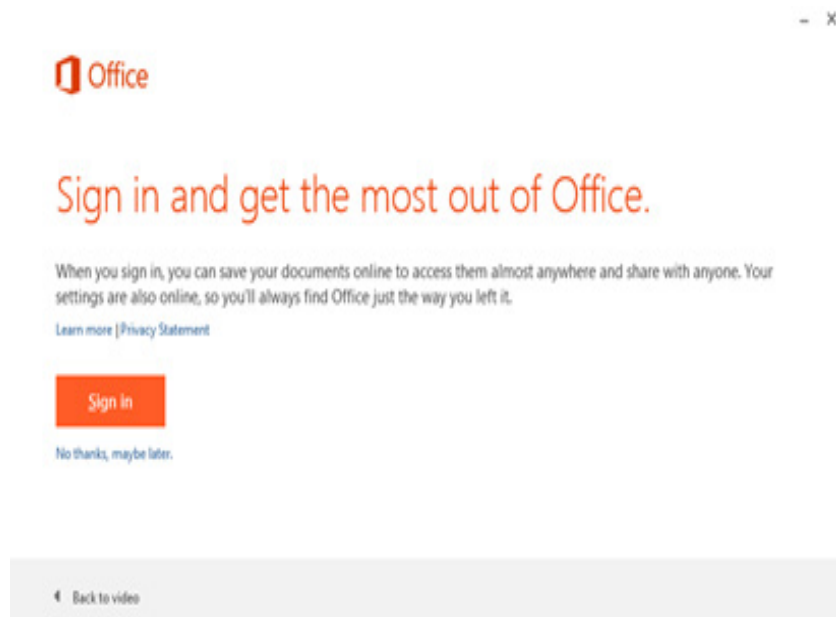 Office
Sign in and get the most out of Office.
When you sign in, you can save your documents online to access them almost anywhere and share with anyone. Your
settings are also online, so you'll always find Office just the way you left it.
Learn more | Privacy Statement
Sign in
No thanks, maybe later.
Back to video